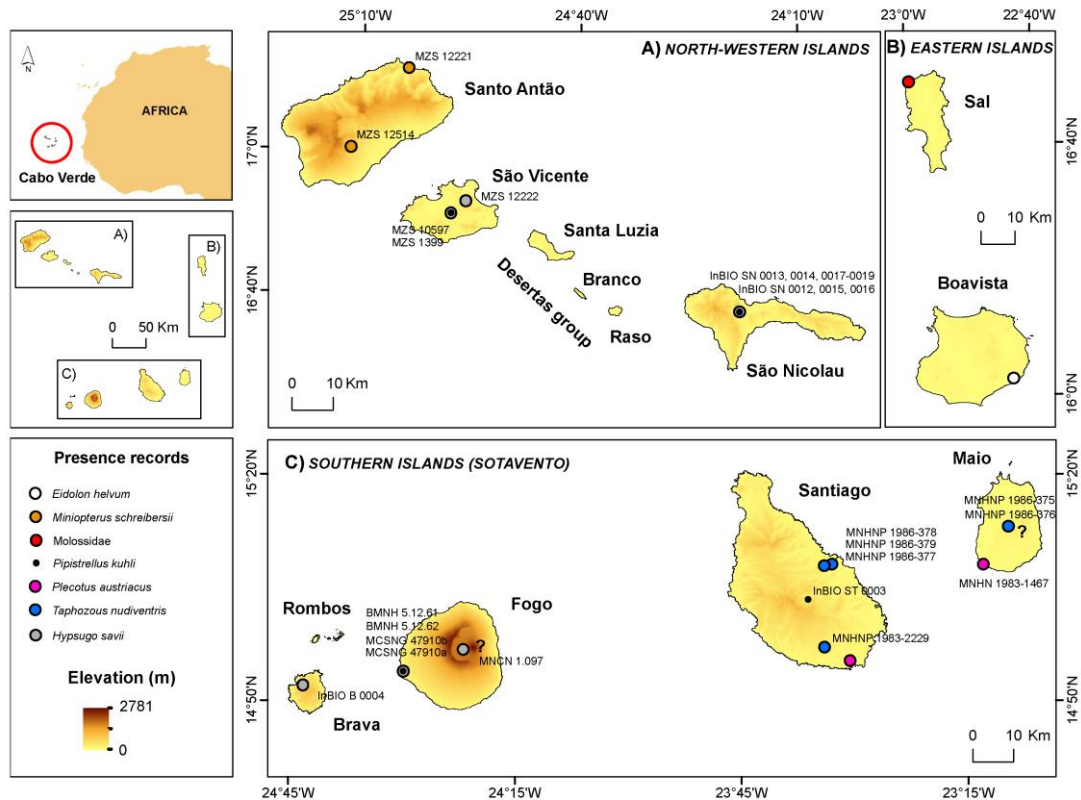 N
AFRICA
Cabo Verde
A)
B)
C)
0 50 Km
Presence records
Eidolon helvum
Miniopterus schreibersii
Molossidae
Pipistrellus kuhli
Plecotus austriacus
Taphozous nudiventris
Hypsugo savii
Elevation (m)
2781
0
25°10'W 24°40'W 24°10'W 23°0'W 22°40'W
A) NORTH-WESTERN ISLANDS
MZS 12221
Santo Antão
MZS 12514
17°0'N
São Vicente
MZS 12222
MZS 10597
MZS 1399
Santa Luzia
Branco
Raso
Desertas group
InBIO SN 0013, 0014, 0017-0019
InBIO SN 0012, 0015, 0016
São Nicolau
16°40'N
0 10 Km
B) EASTERN ISLANDS
Sal
16°40'N
0 10 Km
Boavista
16°0'N
C) SOUTHERN ISLANDS (SOTAVENTO)
15°20'N
Maio
MNHNP 1986-375
MNHNP 1986-376
?
MNHN 1983-1467
Santiago
MNHNP 1986-378
MNHNP 1986-379
MNHNP 1986-377
InBIO ST 0003
MNHNP 1983-2229
Rombos
BMNH 5.12.61
BMNH 5.12.62
MCSNG 47910b
MCSNG 47910a
Fogo
?
MNCN 1.097
InBIO B 0004
Brava
14°50'N
0 10 Km
24°45'W 24°15'W 23°45'W 23°15'W